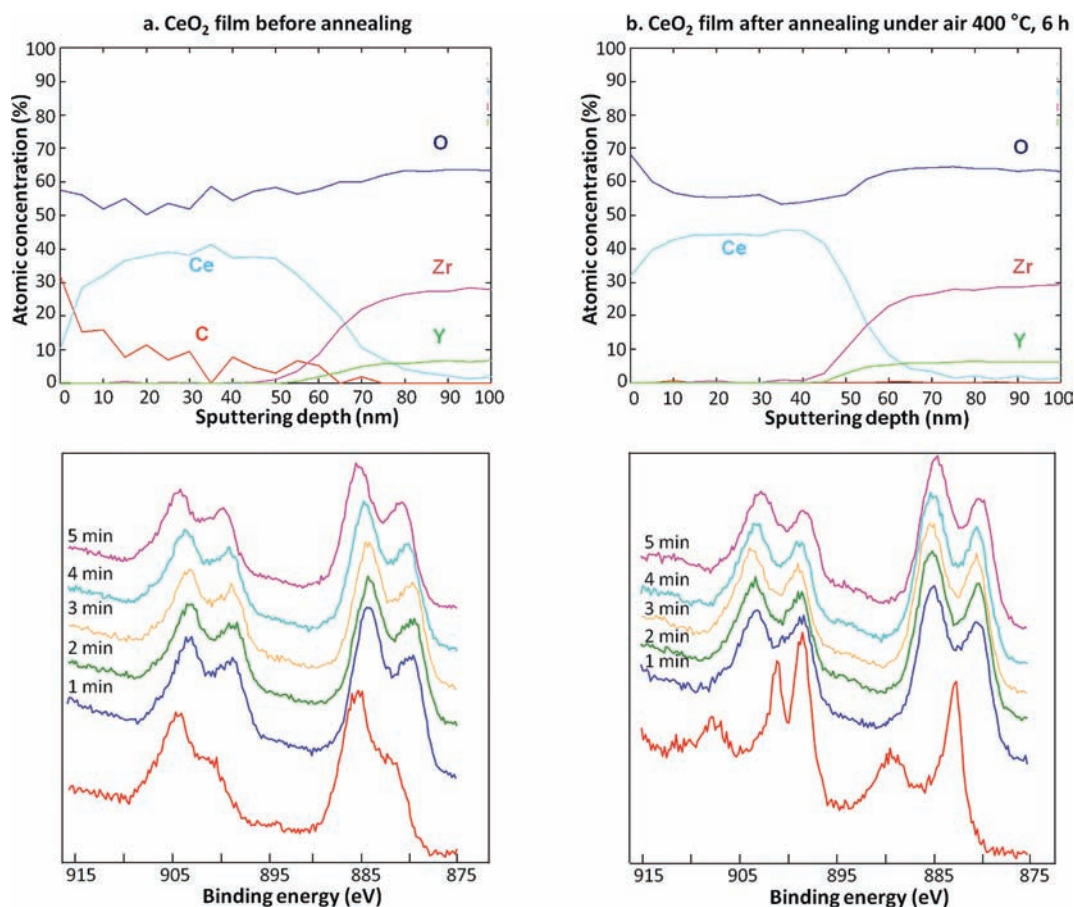 a. CeO₂ film before annealing
100
90
80
70
60
50
40
30
20
10
0
Atomic concentration (%)
O
Ce
Zr
C
Y
0 10 20 30 40 50 60 70 80 90 100
Sputtering depth (nm)
b. CeO₂ film after annealing under air 400 °C, 6 h
100
90
80
70
60
50
40
30
20
10
0
Atomic concentration (%)
O
Ce
Zr
Y
0 10 20 30 40 50 60 70 80 90 100
Sputtering depth (nm)
5 min
4 min
3 min
2 min
1 min
915 905 895 885 875
Binding energy (eV)
5 min
4 min
3 min
2 min
1 min
915 905 895 885 875
Binding energy (eV)